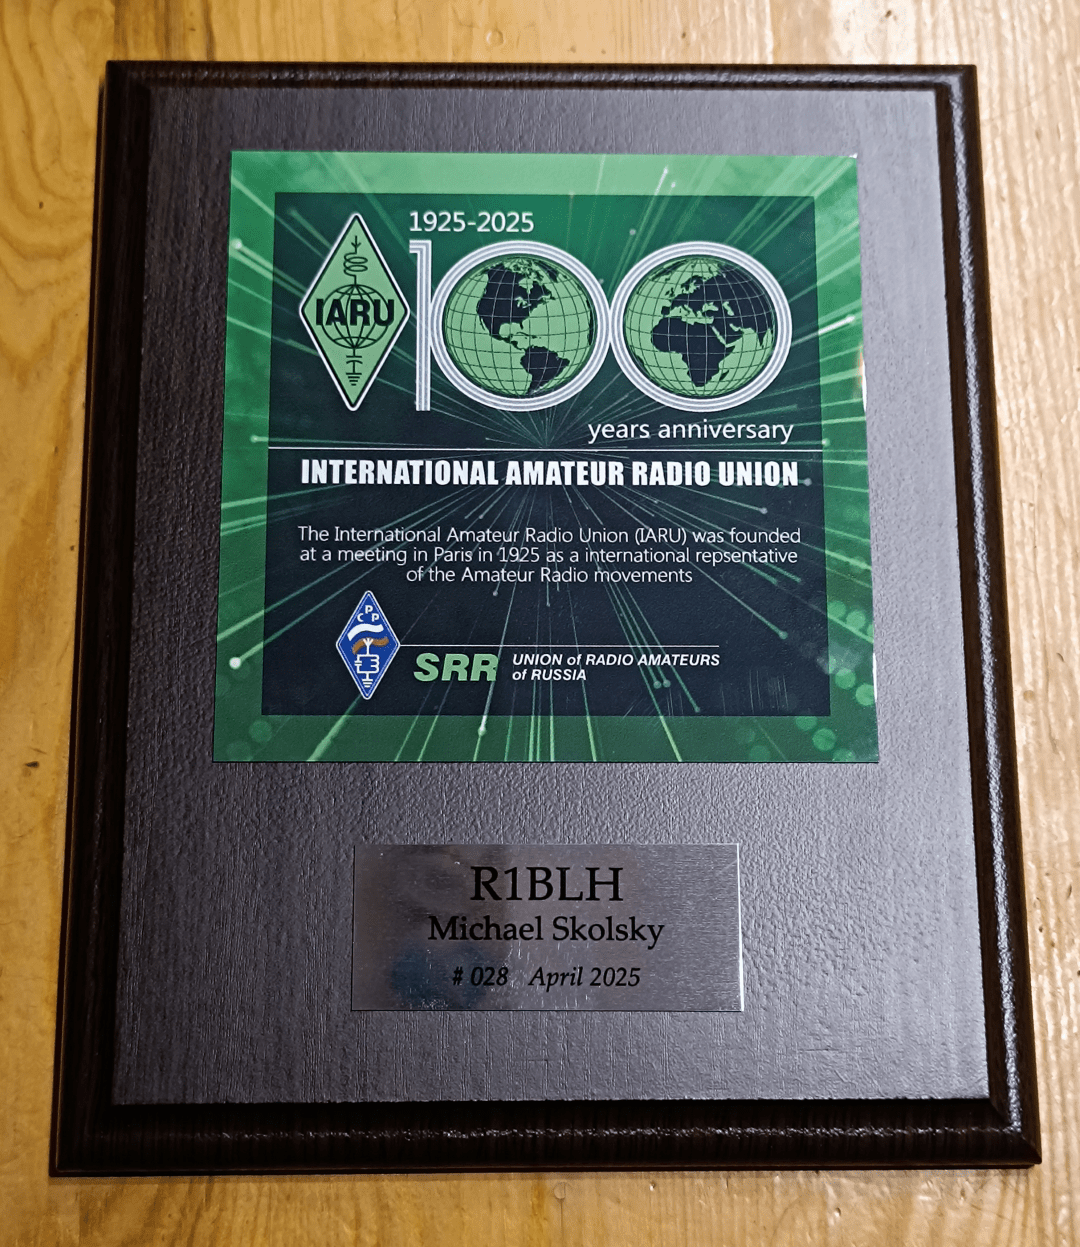 1925-2025
IARU
100
years anniversary
INTERNATIONAL AMATEUR RADIO UNION
The International Amateur Radio Union (IARU) was founded
at a meeting in Paris in 1925 as a international repsentative
of the Amateur Radio movements
СРР
SRR UNION of RADIO AMATEURS
of RUSSIA
R1BLH
Michael Skolsky
# 028 April 2025